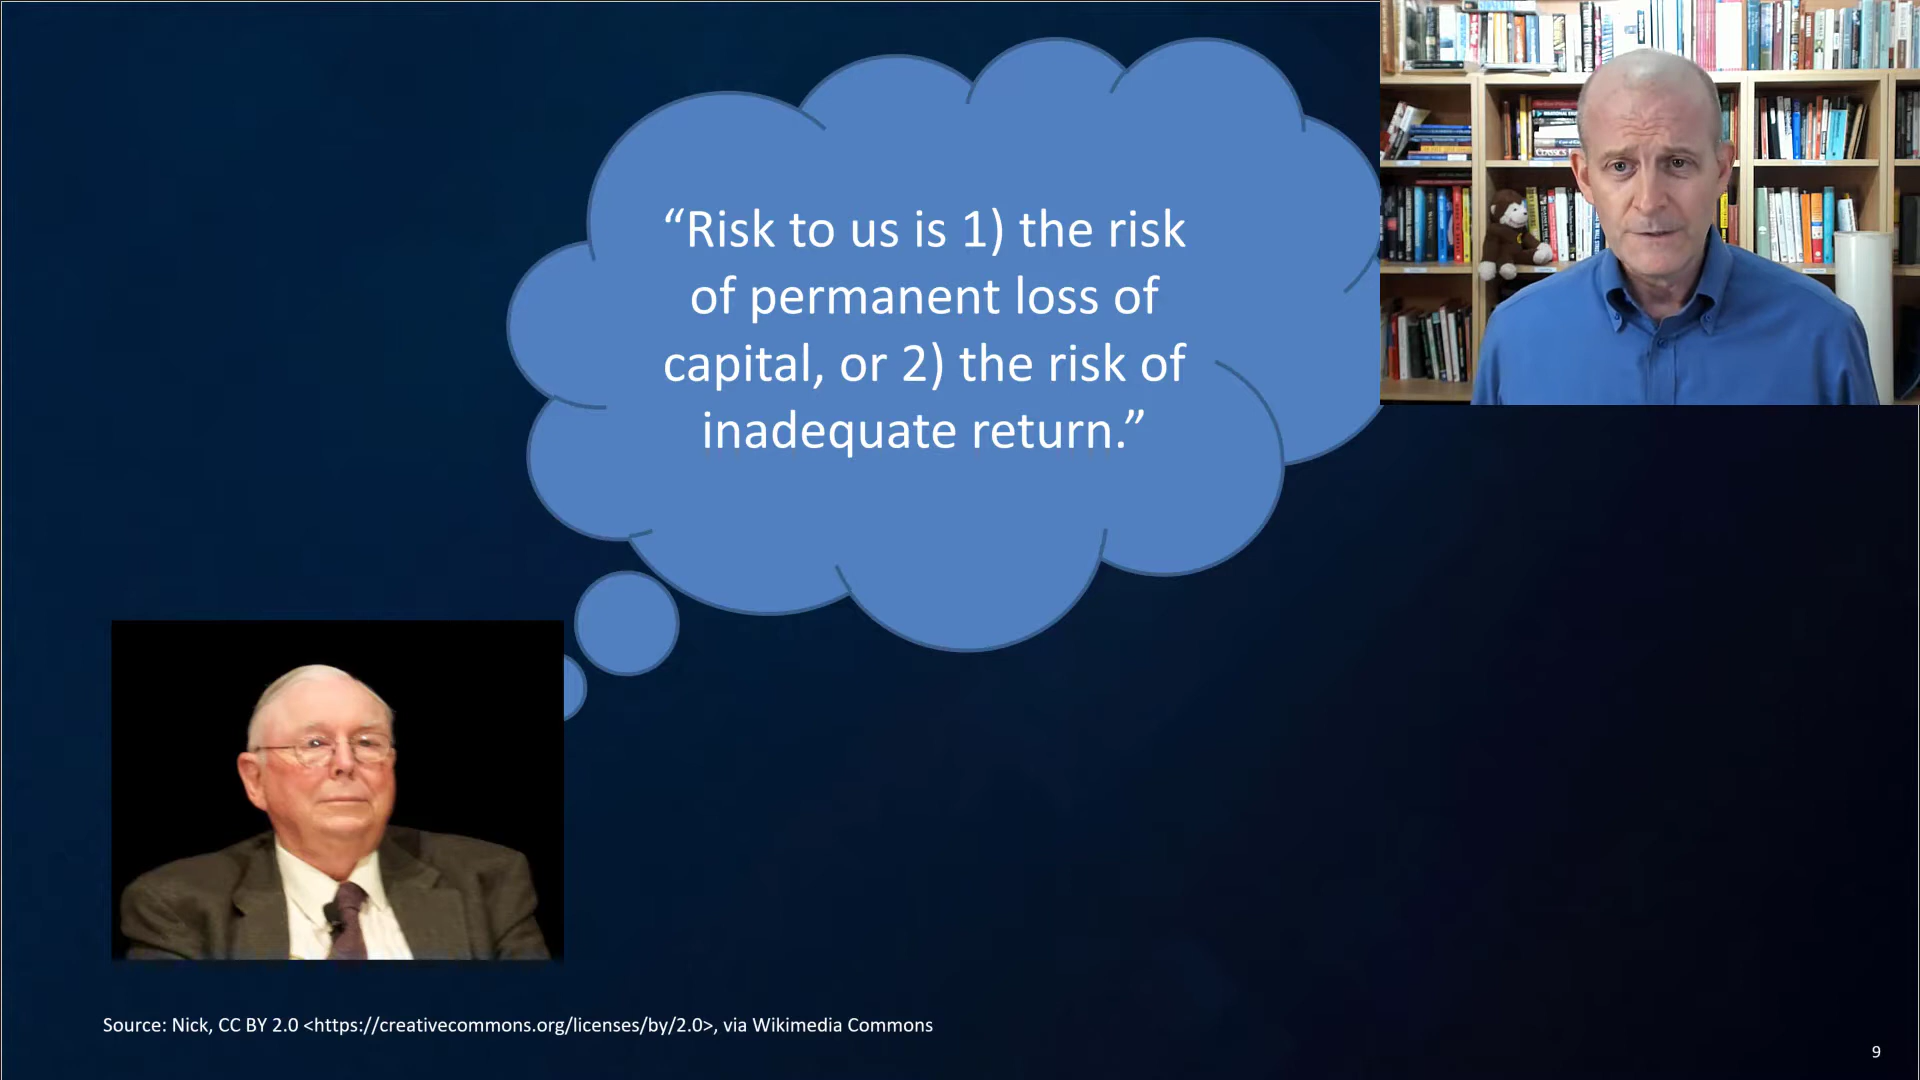 “Risk to us is 1) the risk
of permanent loss of
capital, or 2) the risk of
inadequate return.”
Source: Nick, CC BY 2.0 <https://creativecommons.org/licenses/by/2.0>, via Wikimedia Commons
9